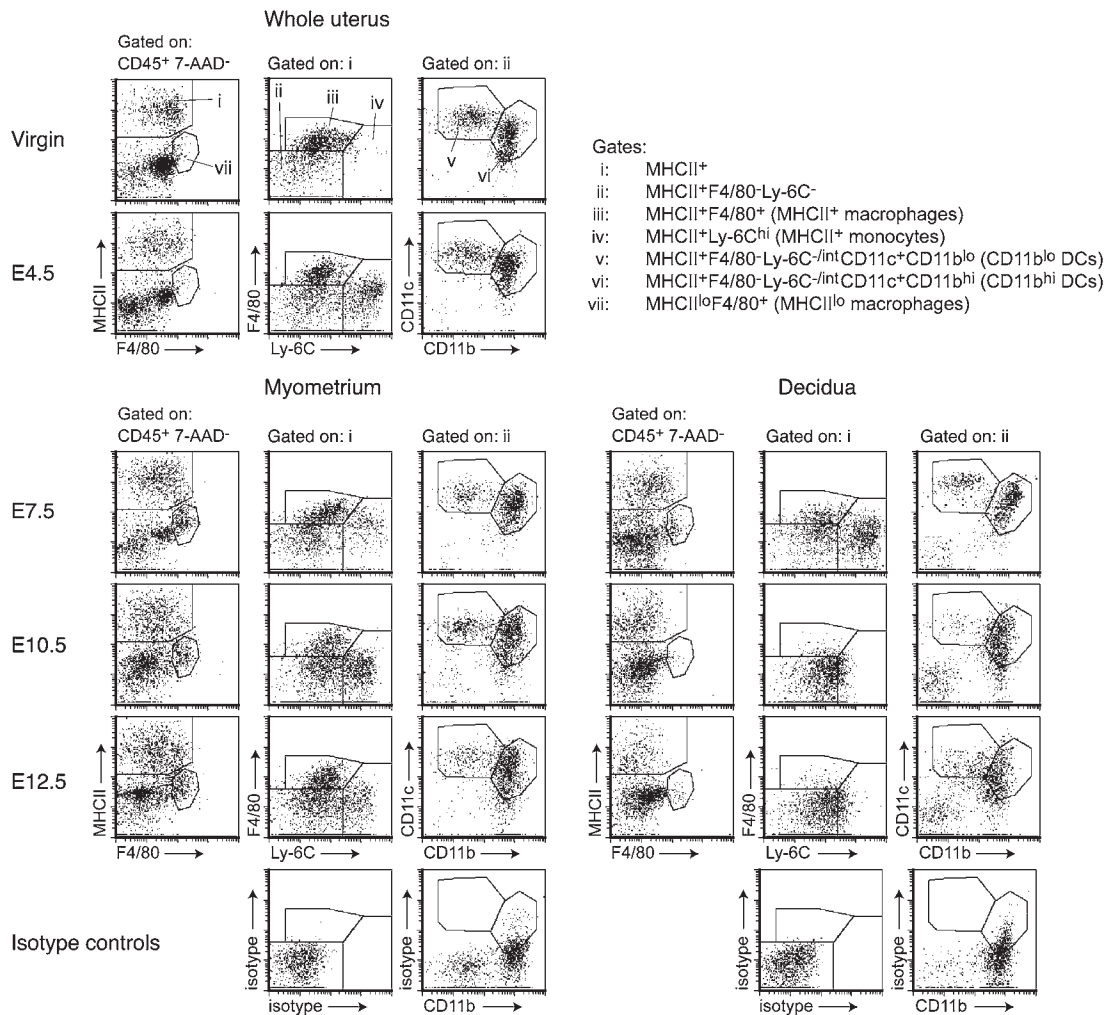 Whole uterus
Gated on:
CD45⁺ 7-AAD⁻
Gated on: i
Gated on: ii
Virgin
i
vii
ii
iii
iv
v
vi
E4.5
MHCII
F4/80
F4/80
Ly-6C
CD11c
CD11b
Gates:
i: MHCII⁺
ii: MHCII⁺F4/80⁻Ly-6C⁻
iii: MHCII⁺F4/80⁺ (MHCII⁺ macrophages)
iv: MHCII⁺Ly-6Cʰⁱ (MHCII⁺ monocytes)
v: MHCII⁺F4/80⁻Ly-6C⁻/ⁱⁿᵗCD11c⁺CD11bˡᵒ (CD11bˡᵒ DCs)
vi: MHCII⁺F4/80⁻Ly-6C⁻/ⁱⁿᵗCD11c⁺CD11bʰⁱ (CD11bʰⁱ DCs)
vii: MHCIIˡᵒF4/80⁺ (MHCIIˡᵒ macrophages)
Myometrium
Decidua
Gated on:
CD45⁺ 7-AAD⁻
Gated on: i
Gated on: ii
Gated on:
CD45⁺ 7-AAD⁻
Gated on: i
Gated on: ii
E7.5
E10.5
E12.5
MHCII
F4/80
F4/80
Ly-6C
CD11c
CD11b
MHCII
F4/80
F4/80
Ly-6C
CD11c
CD11b
Isotype controls
isotype
isotype
isotype
CD11b
isotype
isotype
isotype
CD11b